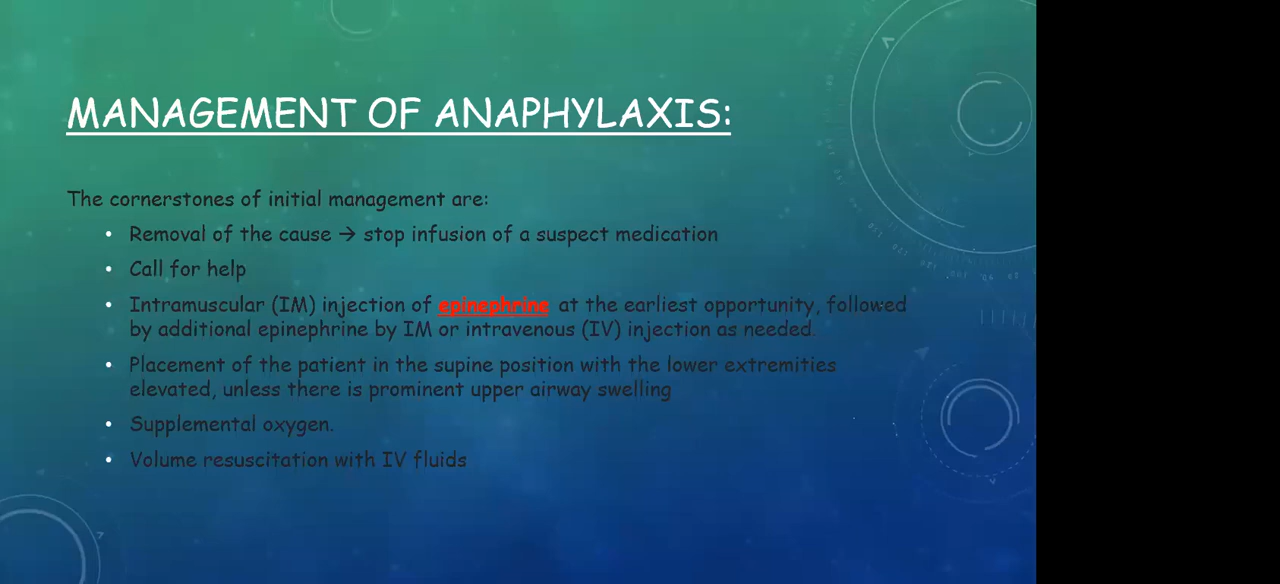 MANAGEMENT OF ANAPHYLAXIS:
The cornerstones of initial management are:
• Removal of the cause → stop infusion of a suspect medication
• Call for help
• Intramuscular (IM) injection of epinephrine at the earliest opportunity, followed
by additional epinephrine by IM or intravenous (IV) injection as needed.
• Placement of the patient in the supine position with the lower extremities
elevated, unless there is prominent upper airway swelling
• Supplemental oxygen.
• Volume resuscitation with IV fluids